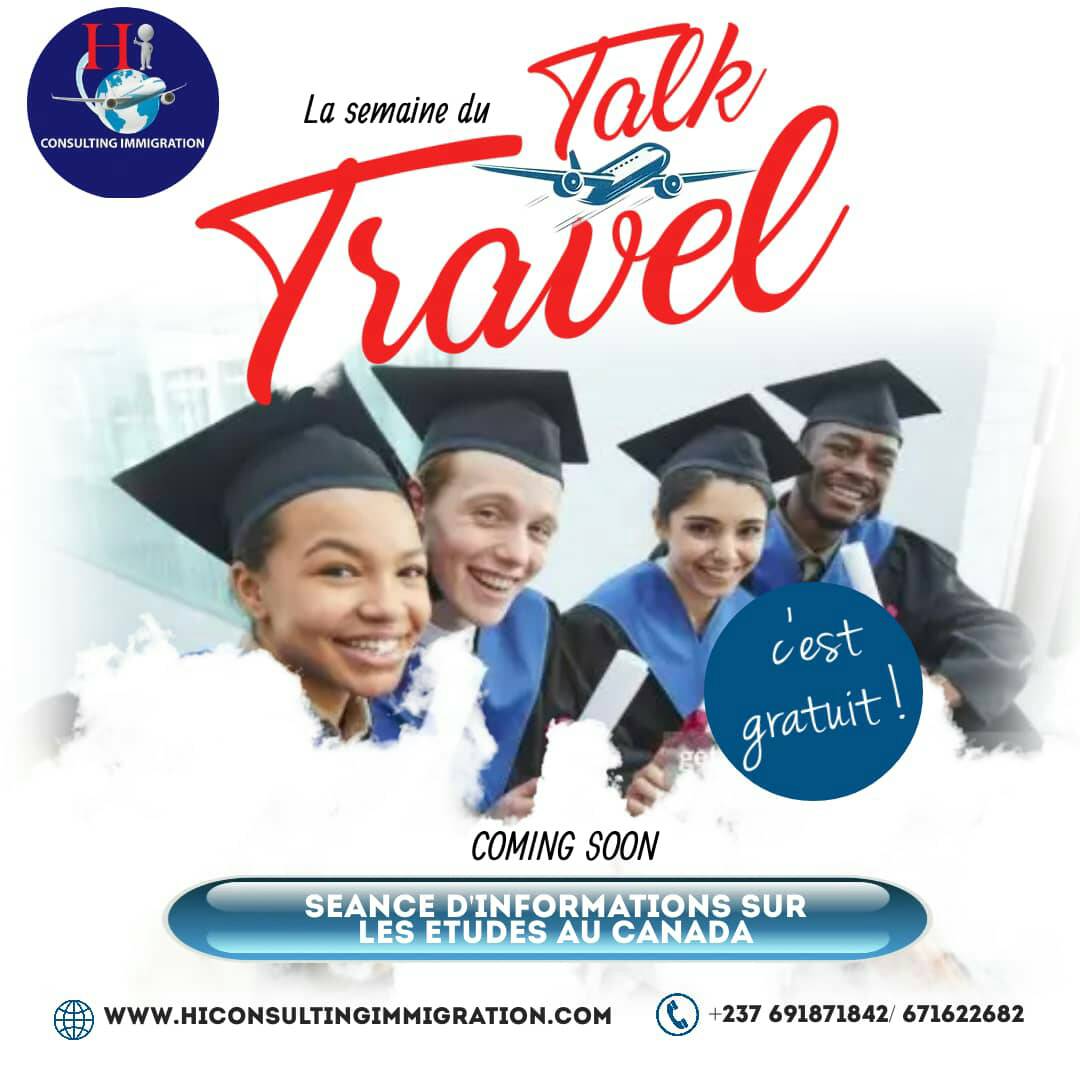 Hi
CONSULTING IMMIGRATION
La semaine du
Talk
Travel
c'est
gratuit !
COMING SOON
SEANCE D'INFORMATIONS SUR
LES ETUDES AU CANADA
WWW.HICONSULTINGIMMIGRATION.COM
+237 691871842/ 671622682